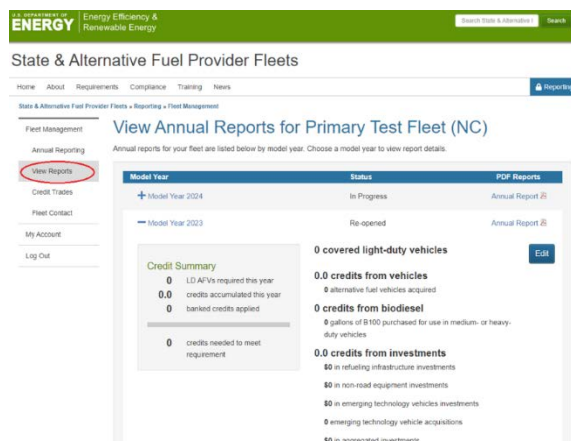 U.S. DEPARTMENT OF
ENERGY
Energy Efficiency &
Renewable Energy
Search State & Alternative
Search
State & Alternative Fuel Provider Fleets
Home About Requirements Compliance Training News
Reporting
State & Alternative Fuel Provider Fleets » Reporting » Fleet Management
Fleet Management
Annual Reporting
View Reports
Credit Trades
Fleet Contact
My Account
Log Out
View Annual Reports for Primary Test Fleet (NC)
Annual reports for your fleet are listed below by model year. Choose a model year to view report details.
Model Year Status PDF Reports
Model Year 2024 In Progress Annual Report
Model Year 2023 Re-opened Annual Report
Credit Summary
0 LD AFVs required this year
0.0 credits accumulated this year
0 banked credits applied
0 credits needed to meet
requirement
0 covered light-duty vehicles
Edit
0.0 credits from vehicles
0 alternative fuel vehicles acquired
0 credits from biodiesel
0 gallons of B100 purchased for use in medium- or heavy-
duty vehicles
0.0 credits from investments
$0 in refueling infrastructure investments
$0 in non-road equipment investments
$0 in emerging technology vehicles investments
0 emerging technology vehicle acquisitions
$0 in aggregated investments